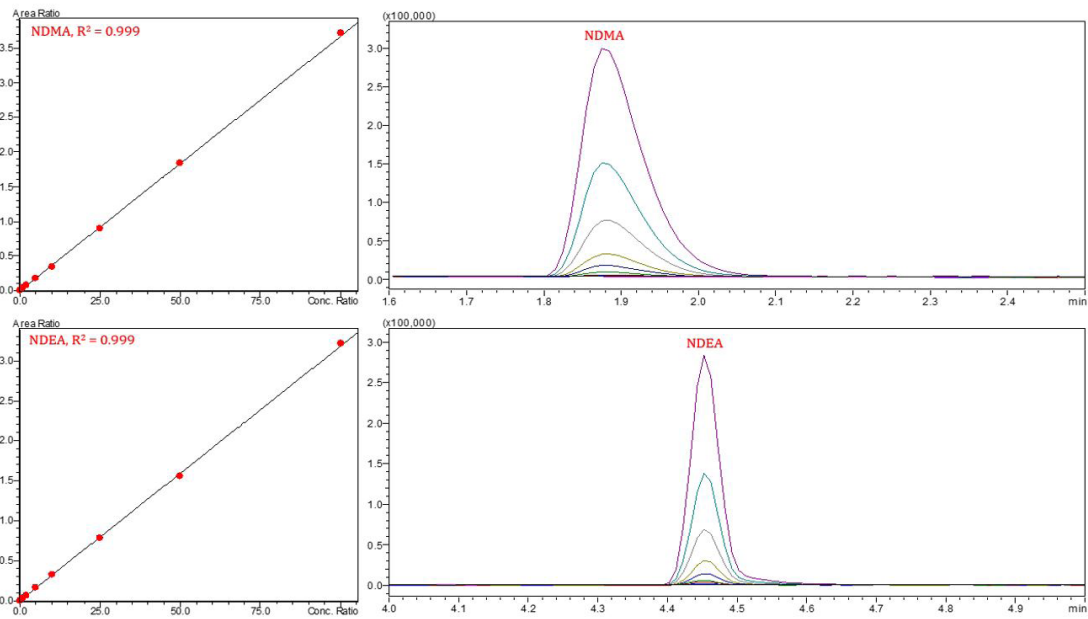 Area Ratio
NDMA, R² = 0.999
3.5
3.0
2.5
2.0
1.5
1.0
0.5
0.0
0.0 25.0 50.0 75.0 Conc. Ratio
(x100,000)
NDMA
3.0
2.5
2.0
1.5
1.0
0.5
0.0
1.6 1.7 1.8 1.9 2.0 2.1 2.2 2.3 2.4 min
Area Ratio
NDEA, R² = 0.999
3.0
2.5
2.0
1.5
1.0
0.5
0.0
0.0 25.0 50.0 75.0 Conc. Ratio
(x100,000)
NDEA
3.0
2.5
2.0
1.5
1.0
0.5
0.0
4.0 4.1 4.2 4.3 4.4 4.5 4.6 4.7 4.8 4.9 min